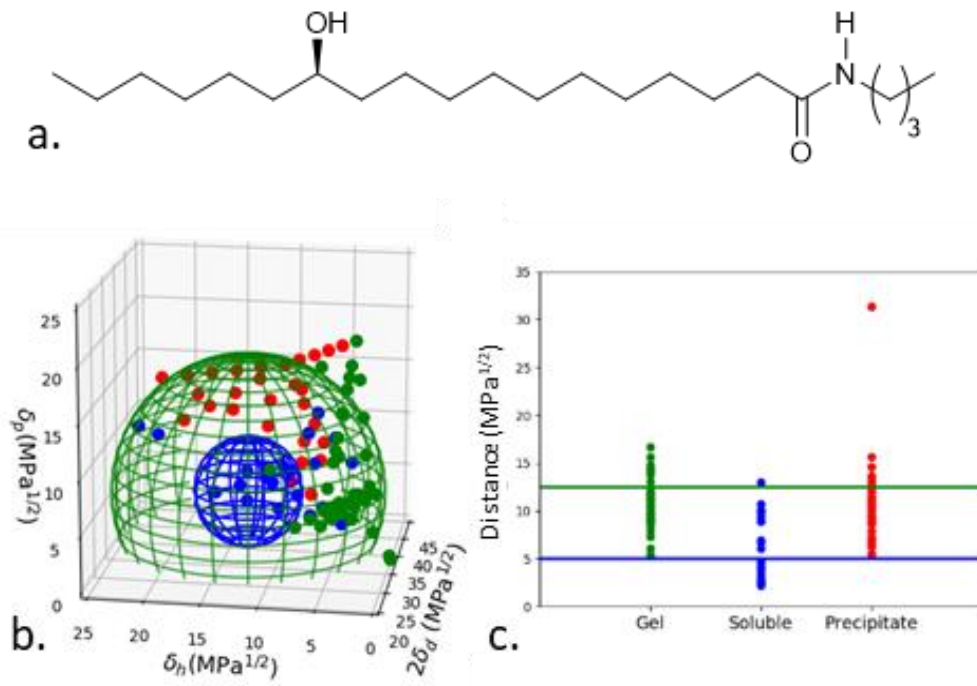 OH
H
N
( )
3
O
a.
25
20
15
10
5
0
δp(MPa1/2)
25
20
15
10
5
0
δh(MPa1/2)
45
40
35
30
25
20
2δd (MPa 1/2)
b.
35
30
25
20
15
10
5
0
Distance (MPa1/2)
Gel Soluble Precipitate
c.